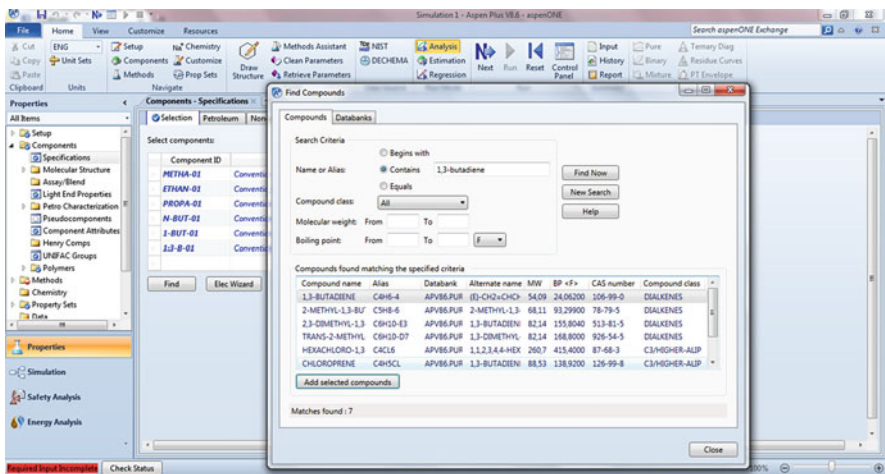 Simulation 1 - Aspen Plus V8.6 - aspenONE
File Home View Customize Resources Search aspenONE Exchange
Cut ENG Setup Chemistry Methods Assistant NIST Analysis Input Pure Ternary Diag
Copy Unit Sets Components Customize Clean Parameters DECHEMA Estimation History Binary Residue Curves
Paste Methods Prop Sets Draw Structure Retrieve Parameters Regression Next Run Reset Control Panel Report Mixture PT Envelope
Clipboard Units Navigate
Properties
All Items
Setup
Components
Specifications
Molecular Structure
Assay/Blend
Light End Properties
Petro Characterization
Pseudocomponents
Component Attributes
Henry Comps
UNIFAC Groups
Polymers
Methods
Chemistry
Property Sets
Data
Properties
Simulation
Safety Analysis
Energy Analysis
Required Input Incomplete Check Status
Components - Specifications
Selection Petroleum Non
Select components:
Component ID
METHA-01 Conventio
ETHAN-01 Conventio
PROPA-01 Conventio
N-BUT-01 Conventio
1-BUT-01 Conventio
1:3-B-01 Conventio
Find Elec Wizard
Find Compounds
Compounds Databanks
Search Criteria
Begins with
Name or Alias: Contains 1,3-butadiene
Equals
Compound class: All
Molecular weight: From To
Boiling point: From To F
Find Now
New Search
Help
Compounds found matching the specified criteria
Compound name Alias Databank Alternate name MW BP <F> CAS number Compound class
1,3-BUTADIENE C4H6-4 APV86.PUR (E)-CH2=CHCH 54,09 24,06200 106-99-0 DIALKENES
2-METHYL-1,3-BU C5H8-6 APV86.PUR 2-METHYL-1,3- 68,11 93,29900 78-79-5 DIALKENES
2,3-DIMETHYL-1,3 C6H10-E3 APV86.PUR 1,3-BUTADIENE 82,14 155,8040 513-81-5 DIALKENES
TRANS-2-METHYL C6H10-D7 APV86.PUR 1,3-DIMETHYL- 82,14 168,8000 926-54-5 DIALKENES
HEXACHLORO-1,3 C4CL6 APV86.PUR 1,1,2,3,4,4-HEX 260,7 415,4000 87-68-3 C3/HIGHER-ALIP
CHLOROPRENE C4H5CL APV86.PUR 1,3-BUTADIENE 88,53 138,9200 126-99-8 C3/HIGHER-ALIP
Add selected compounds
Matches found : 7
Close
100%